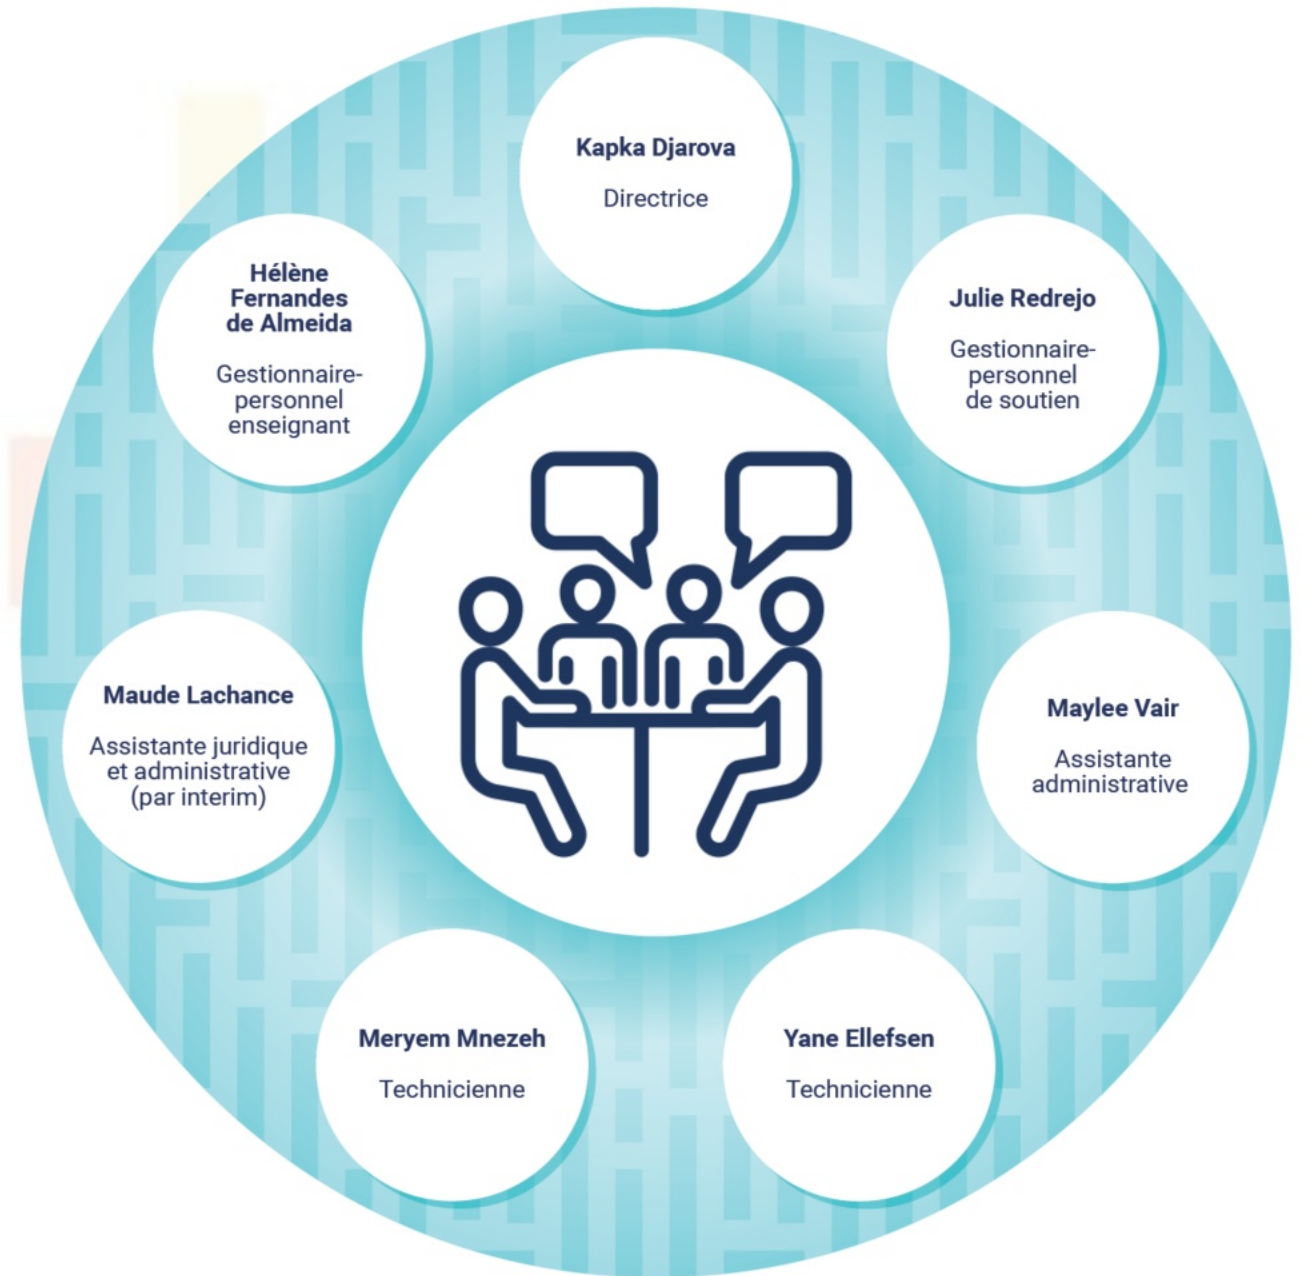 Kapka Djarova
Directrice
Hélène
Fernandes
de Almeida
Gestionnaire-
personnel
enseignant
Julie Redrejo
Gestionnaire-
personnel
de soutien
Maude Lachance
Assistante juridique
et administrative
(par interim)
Maylee Vair
Assistante
administrative
Meryem Mnezeh
Technicienne
Yane Ellefsen
Technicienne